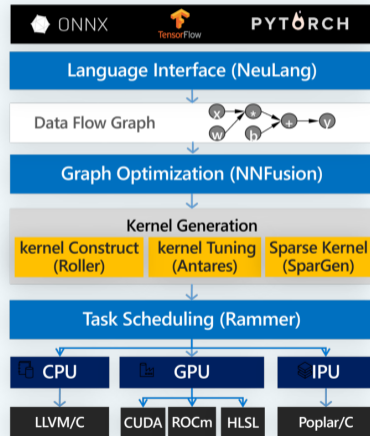 ONNX TensorFlow PYTORCH
Language Interface (NeuLang)
Data Flow Graph
x * + y
w b
Graph Optimization (NNFusion)
Kernel Generation
kernel Construct kernel Tuning Sparse Kernel
(Roller) (Antares) (SparGen)
Task Scheduling (Rammer)
CPU GPU IPU
LLVM/C CUDA ROCm HLSL Poplar/C